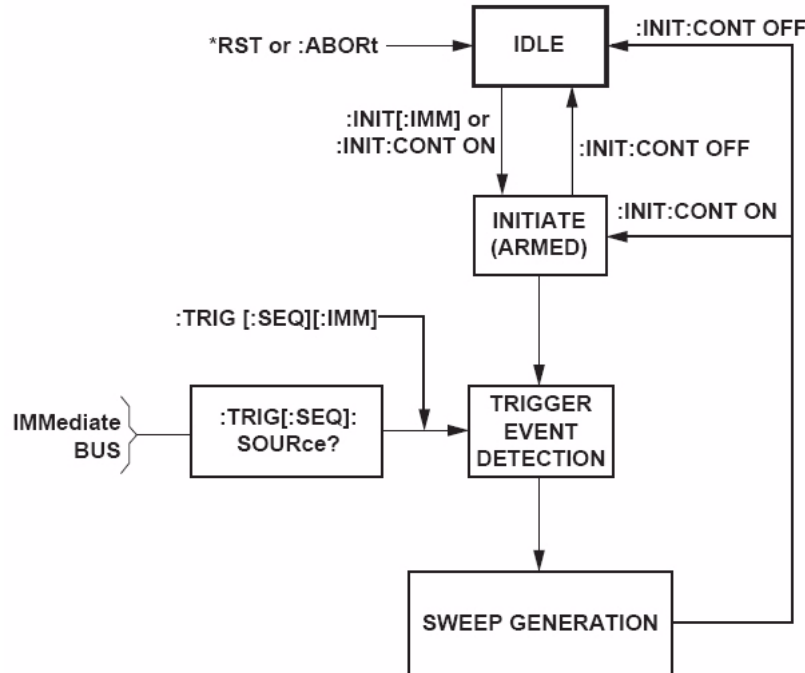 *RST or :ABORt
IDLE
:INIT:CONT OFF
:INIT[:IMM] or
:INIT:CONT ON
:INIT:CONT OFF
INITIATE
(ARMED)
:INIT:CONT ON
:TRIG [:SEQ][:IMM]
IMMediate
BUS
:TRIG[:SEQ]:
SOURce?
TRIGGER
EVENT
DETECTION
SWEEP GENERATION